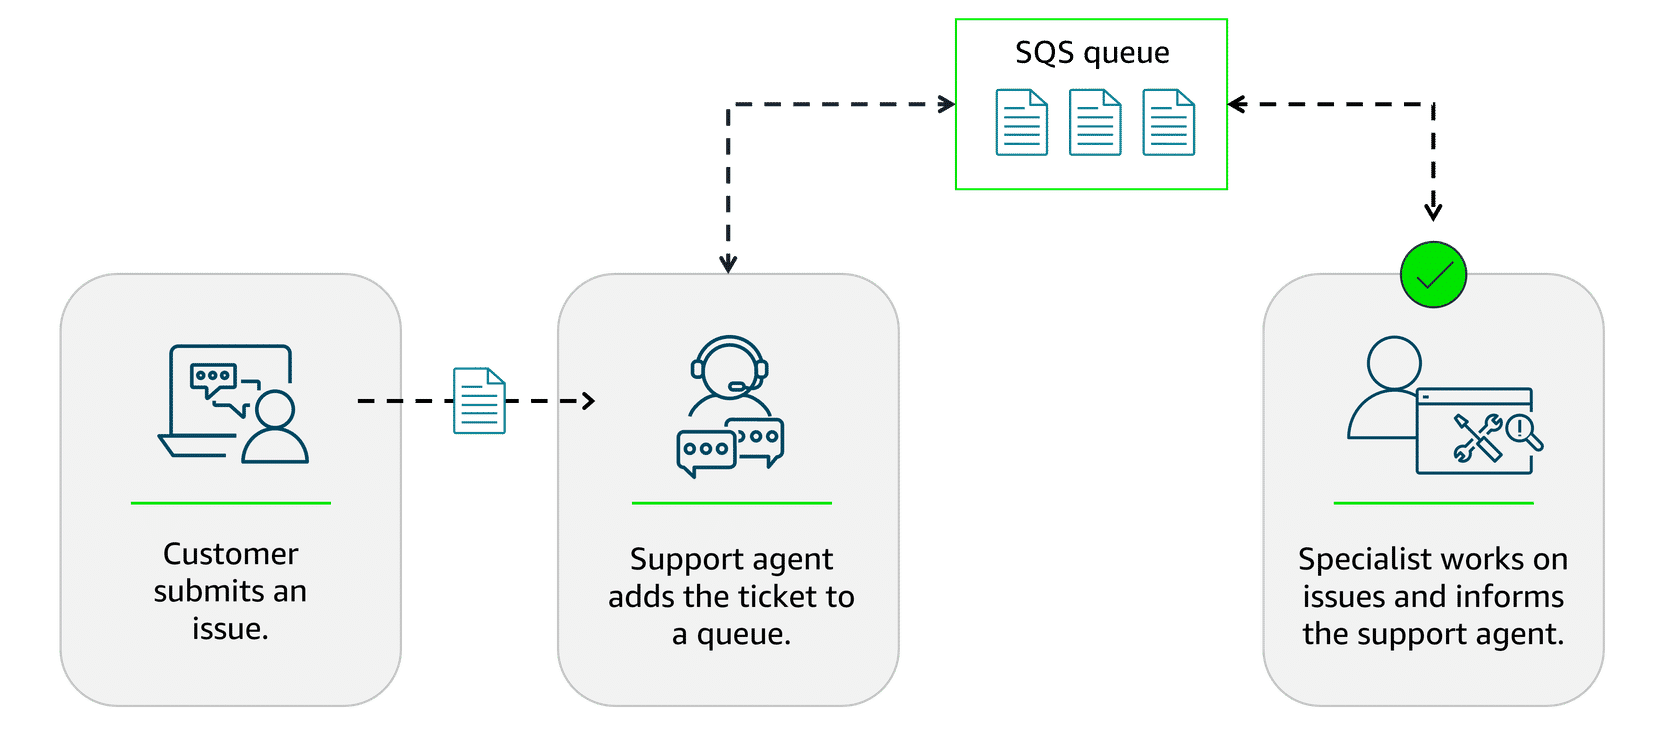 SQS queue
Customer
submits an
issue.
Support agent
adds the ticket to
a queue.
Specialist works on
issues and informs
the support agent.